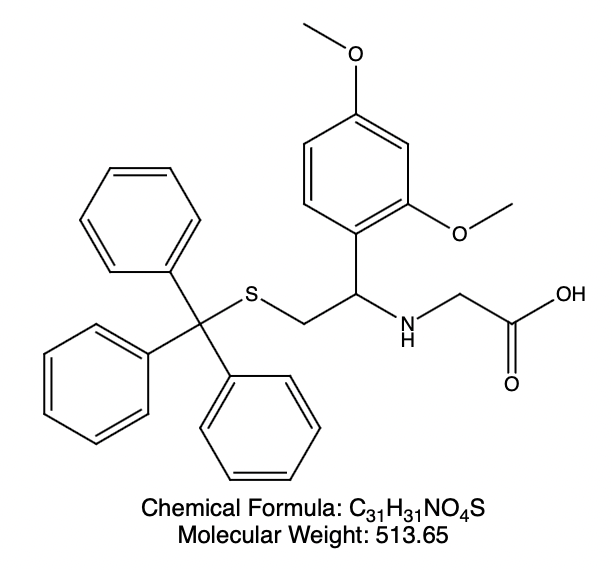 O
O
S
N
H
OH
O
Chemical Formula: C₃₁H₃₁NO₄S
Molecular Weight: 513.65